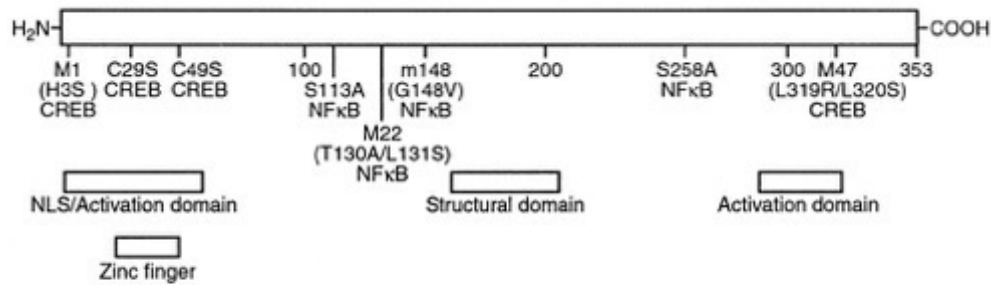 H₂N
COOH
M1
(H3S )
CREB
C29S
CREB
C49S
CREB
100
S113A
NFκB
M22
(T130A/L131S)
NFκB
m148
(G148V)
NFκB
200
S258A
NFκB
300
M47
(L319R/L320S)
CREB
353
NLS/Activation domain
Structural domain
Activation domain
Zinc finger